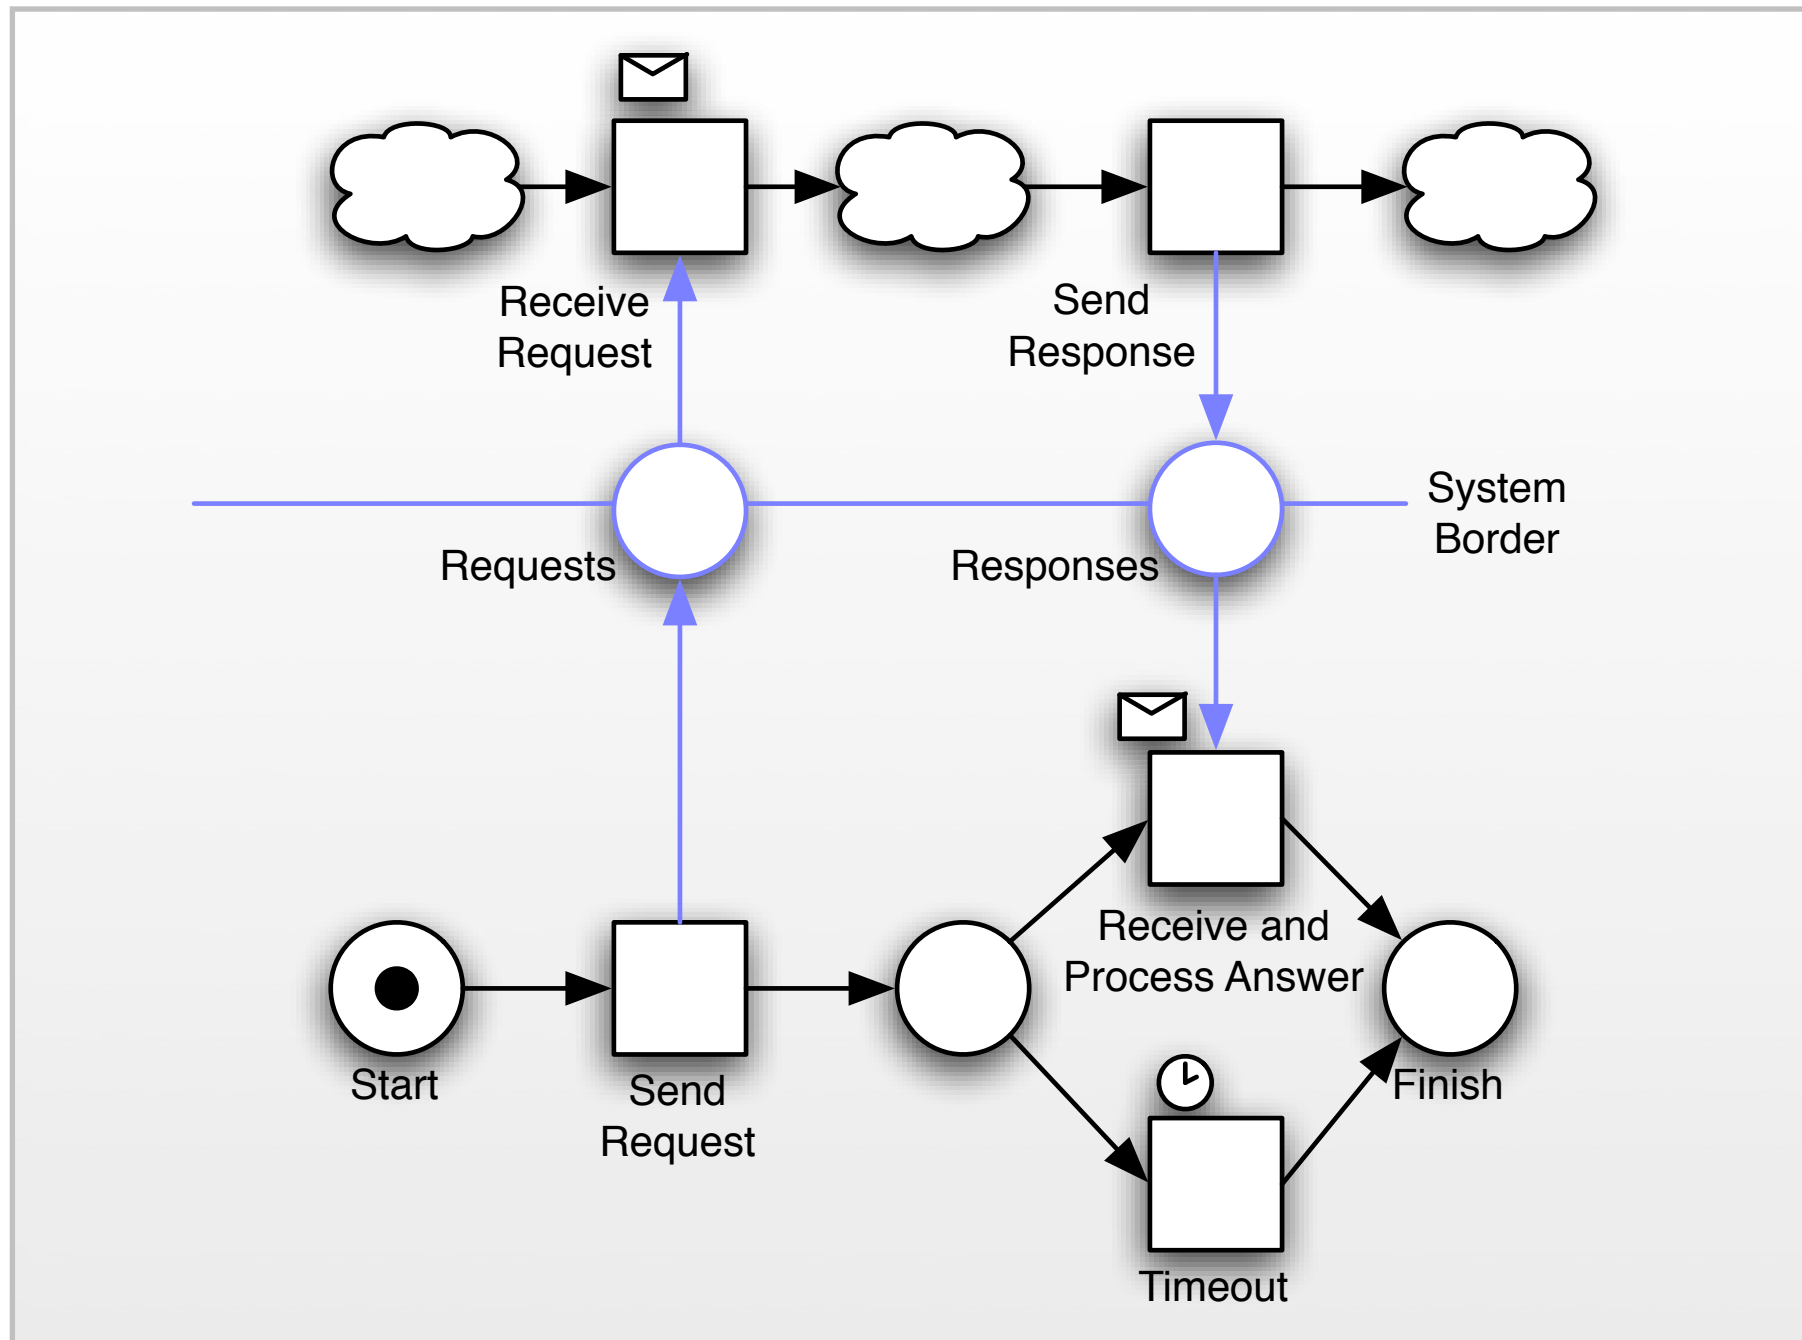 Receive
Request
Send
Response
System
Border
Requests
Responses
Receive and
Process Answer
Start
Send
Request
Finish
Timeout